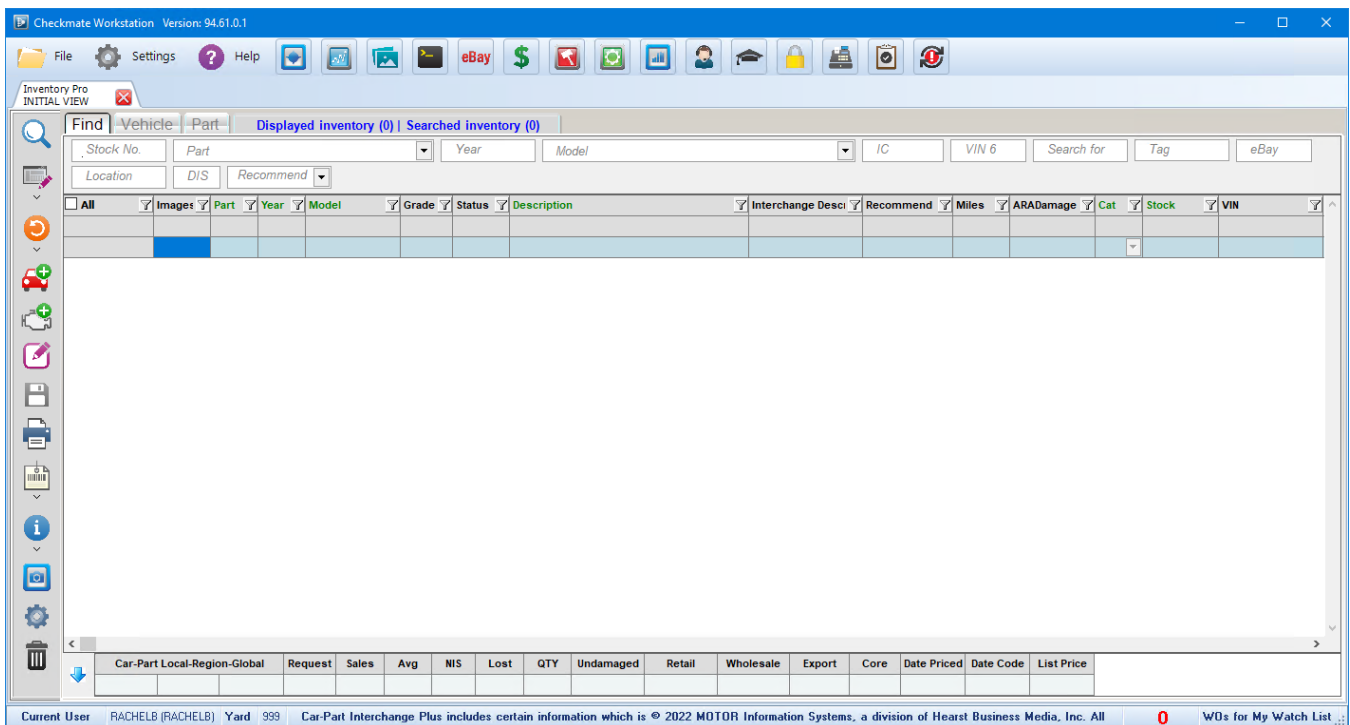 Checkmate Workstation Version: 94.61.0.1
File Settings Help eBay $
Inventory Pro
INITIAL VIEW
Find Vehicle Part Displayed inventory (0) | Searched inventory (0)
Stock No. Part Year Model IC VIN 6 Search for Tag eBay
Location DIS Recommend
All Images Part Year Model Grade Status Description Interchange Desc Recommend Miles ARADamage Cat Stock VIN
Car-Part Local-Region-Global Request Sales Avg NIS Lost QTY Undamaged Retail Wholesale Export Core Date Priced Date Code List Price
Current User RACHELB (RACHELB) Yard 999 Car-Part Interchange Plus includes certain information which is © 2022 MOTOR Information Systems, a division of Hearst Business Media, Inc. All 0 WOs for My Watch List